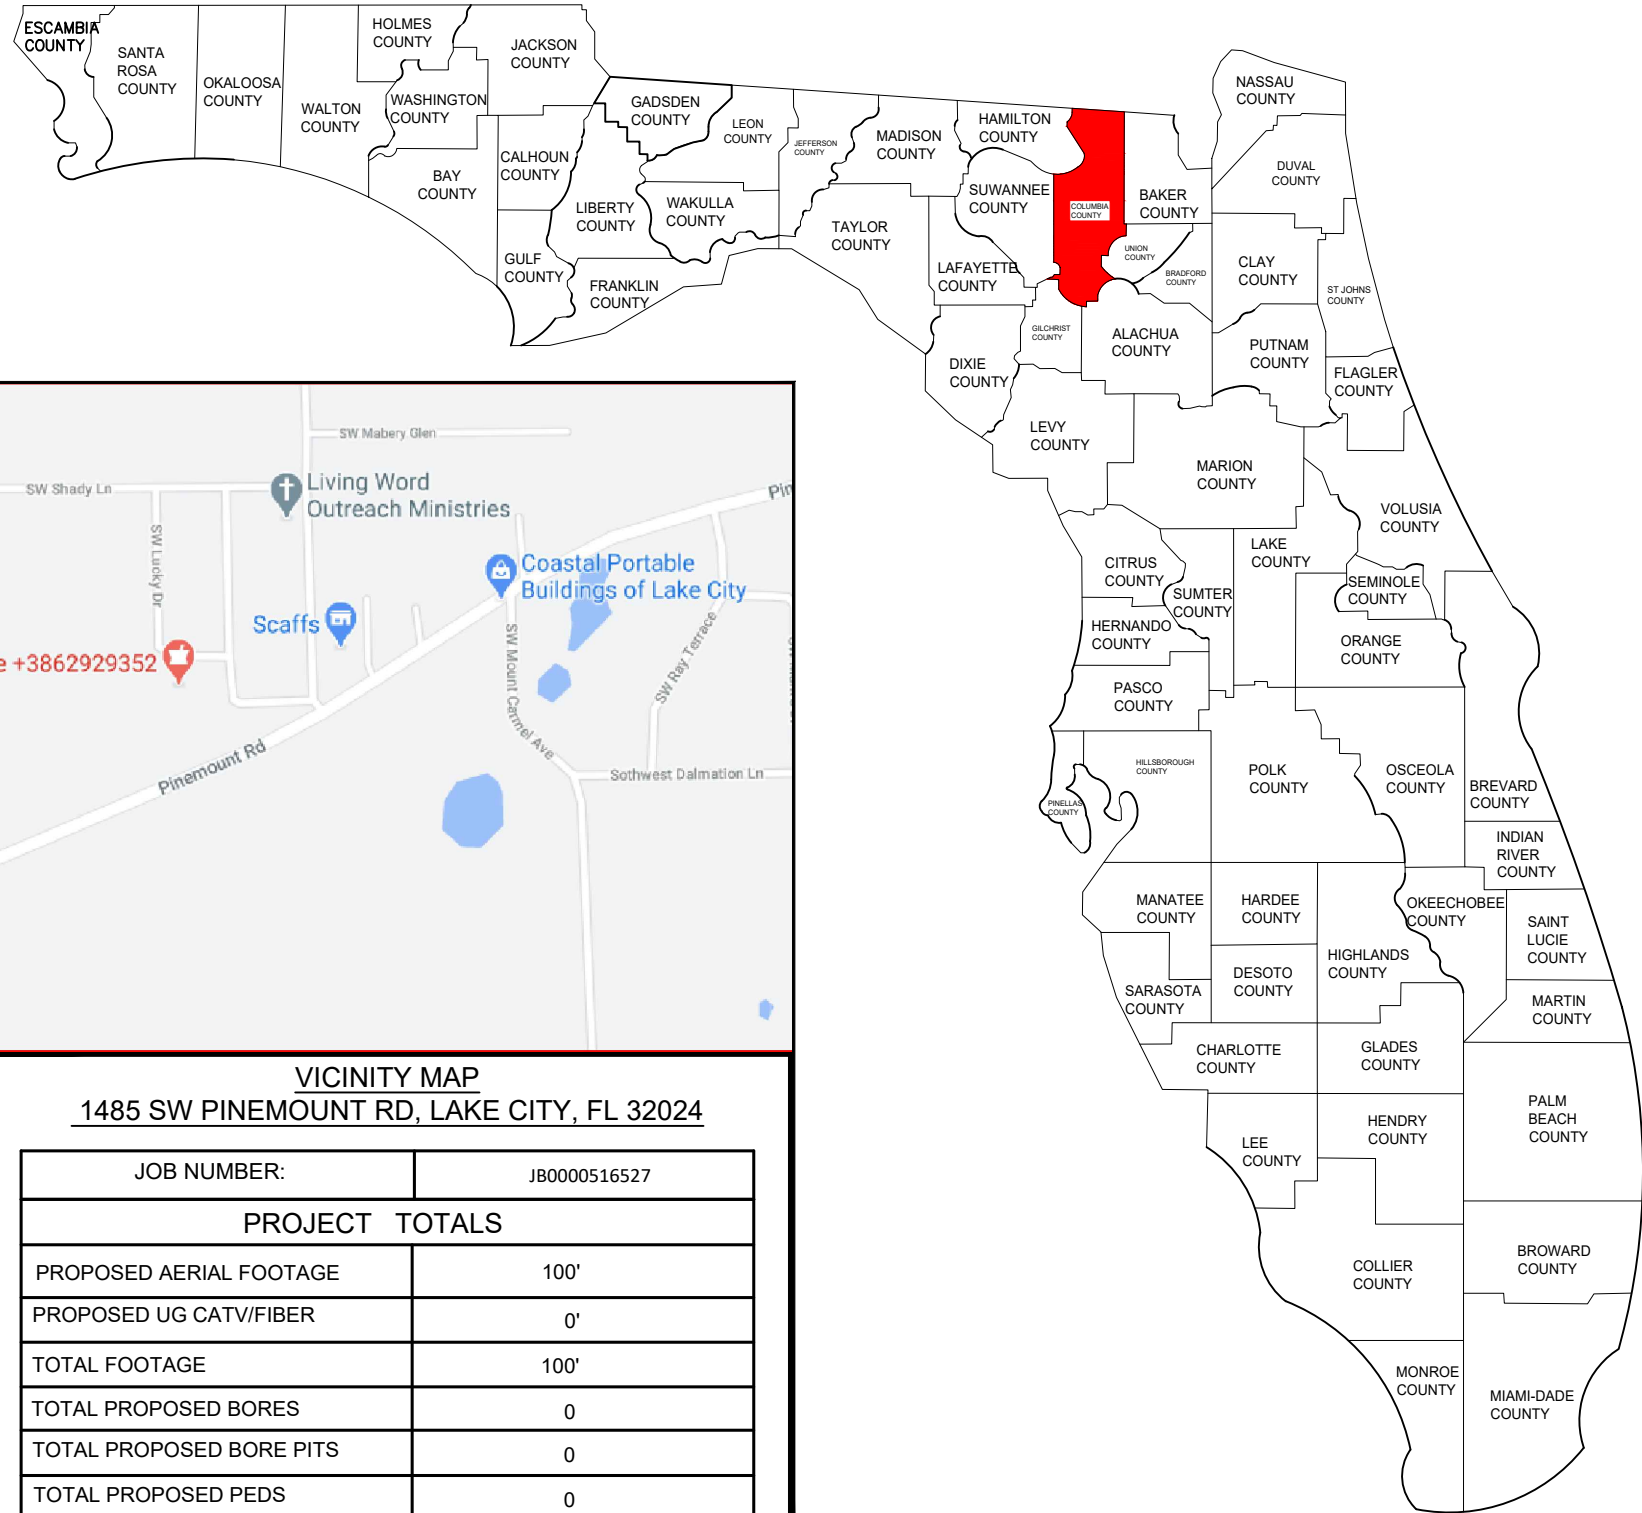 ESCAMBIA
COUNTY
SANTA
ROSA
COUNTY
OKALOOSA
COUNTY
WALTON
COUNTY
HOLMES
COUNTY
WASHINGTON
COUNTY
JACKSON
COUNTY
BAY
COUNTY
CALHOUN
COUNTY
GULF
COUNTY
GADSDEN
COUNTY
LIBERTY
COUNTY
FRANKLIN
COUNTY
LEON
COUNTY
WAKULLA
COUNTY
JEFFERSON
COUNTY
MADISON
COUNTY
TAYLOR
COUNTY
HAMILTON
COUNTY
SUWANNEE
COUNTY
LAFAYETTE
COUNTY
DIXIE
COUNTY
COLUMBIA
COUNTY
GILCHRIST
COUNTY
BAKER
COUNTY
UNION
COUNTY
BRADFORD
COUNTY
NASSAU
COUNTY
DUVAL
COUNTY
CLAY
COUNTY
ST JOHNS
COUNTY
ALACHUA
COUNTY
PUTNAM
COUNTY
FLAGLER
COUNTY
LEVY
COUNTY
MARION
COUNTY
VOLUSIA
COUNTY
CITRUS
COUNTY
SUMTER
COUNTY
LAKE
COUNTY
SEMINOLE
COUNTY
HERNANDO
COUNTY
ORANGE
COUNTY
PASCO
COUNTY
HILLSBOROUGH
COUNTY
PINELLAS
COUNTY
POLK
COUNTY
OSCEOLA
COUNTY
BREVARD
COUNTY
INDIAN
RIVER
COUNTY
MANATEE
COUNTY
HARDEE
COUNTY
OKEECHOBEE
COUNTY
SAINT
LUCIE
COUNTY
HIGHLANDS
COUNTY
DESOTO
COUNTY
SARASOTA
COUNTY
MARTIN
COUNTY
CHARLOTTE
COUNTY
GLADES
COUNTY
PALM
BEACH
COUNTY
HENDRY
COUNTY
LEE
COUNTY
COLLIER
COUNTY
BROWARD
COUNTY
MONROE
COUNTY
MIAMI-DADE
COUNTY
SW Mabery Glen
SW Shady Ln
Living Word
Outreach Ministries
Pin
SW Lucky Dr
Coastal Portable
Buildings of Lake City
Scaffs
e +3862929352
SW Mount Carmel Ave
SW Ray Terrace
Pinemount Rd
Sothwest Dalmation Ln
VICINITY MAP
1485 SW PINEMOUNT RD, LAKE CITY, FL 32024
JOB NUMBER: JB0000516527
PROJECT TOTALS
PROPOSED AERIAL FOOTAGE 100'
PROPOSED UG CATV/FIBER 0'
TOTAL FOOTAGE 100'
TOTAL PROPOSED BORES 0
TOTAL PROPOSED BORE PITS 0
TOTAL PROPOSED PEDS 0